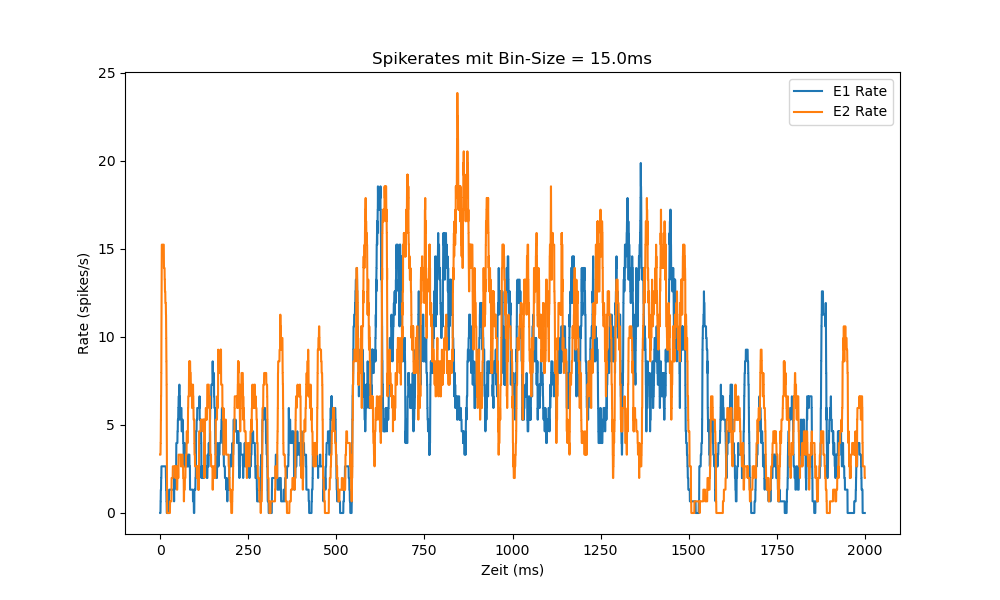 Spikerates mit Bin-Size = 15.0ms
E1 Rate
E2 Rate
25
20
15
10
5
0
Rate (spikes/s)
0 250 500 750 1000 1250 1500 1750 2000
Zeit (ms)